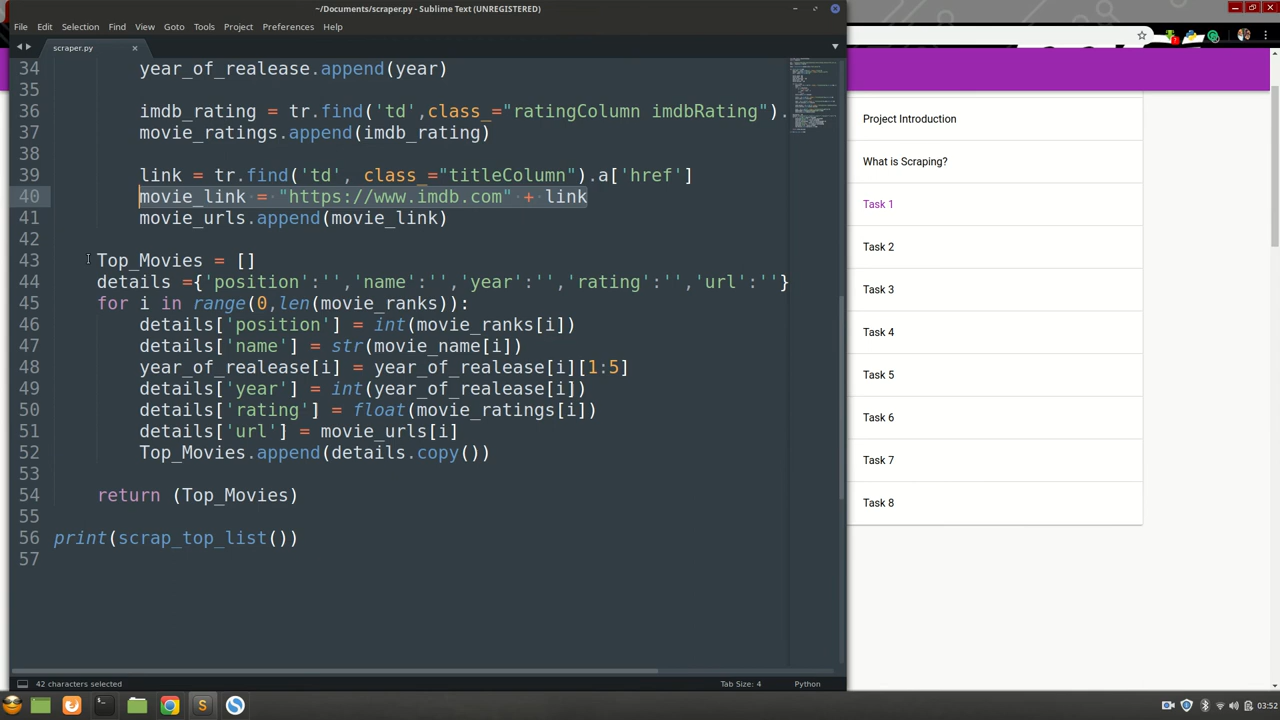 ~/Documents/scraper.py - Sublime Text (UNREGISTERED)
File Edit Selection Find View Goto Tools Project Preferences Help
scraper.py
34 year_of_realease.append(year)
35
36 imdb_rating = tr.find('td',class_="ratingColumn imdbRating").
37 movie_ratings.append(imdb_rating)
38
39 link = tr.find('td', class_="titleColumn").a['href']
40 movie_link = "https://www.imdb.com" + link
41 movie_urls.append(movie_link)
42
43 Top_Movies = []
44 details ={'position':'','name':'','year':'','rating':'','url':''}
45 for i in range(0,len(movie_ranks)):
46 details['position'] = int(movie_ranks[i])
47 details['name'] = str(movie_name[i])
48 year_of_realease[i] = year_of_realease[i][1:5]
49 details['year'] = int(year_of_realease[i])
50 details['rating'] = float(movie_ratings[i])
51 details['url'] = movie_urls[i]
52 Top_Movies.append(details.copy())
53
54 return (Top_Movies)
55
56 print(scrap_top_list())
57
42 characters selected
Tab Size: 4
Python
Project Introduction
What is Scraping?
Task 1
Task 2
Task 3
Task 4
Task 5
Task 6
Task 7
Task 8
03:52